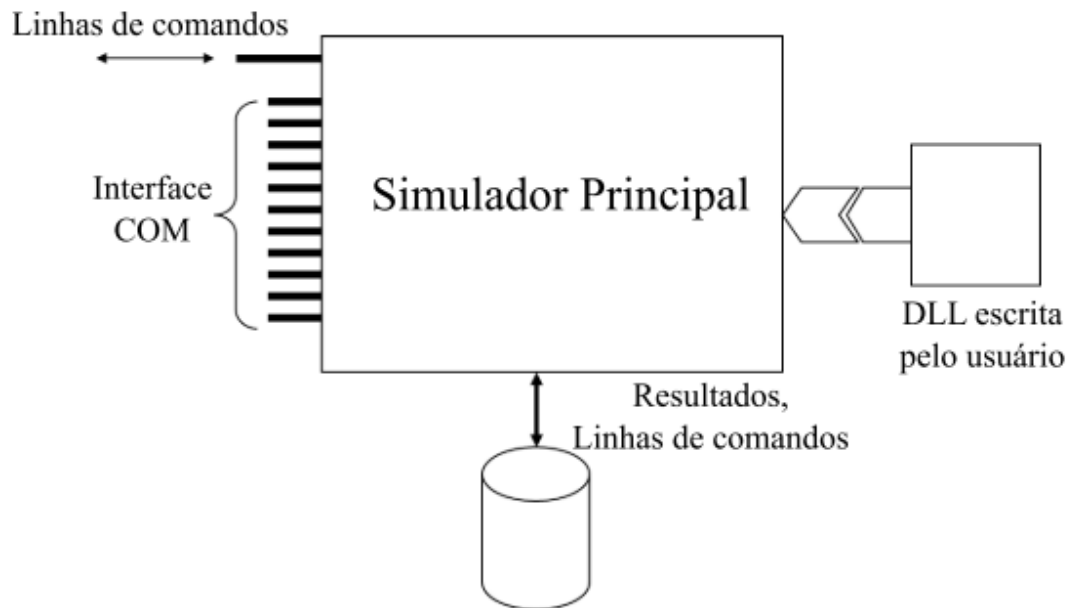 Linhas de comandos
Interface
COM
Simulador Principal
DLL escrita
pelo usuário
Resultados,
Linhas de comandos